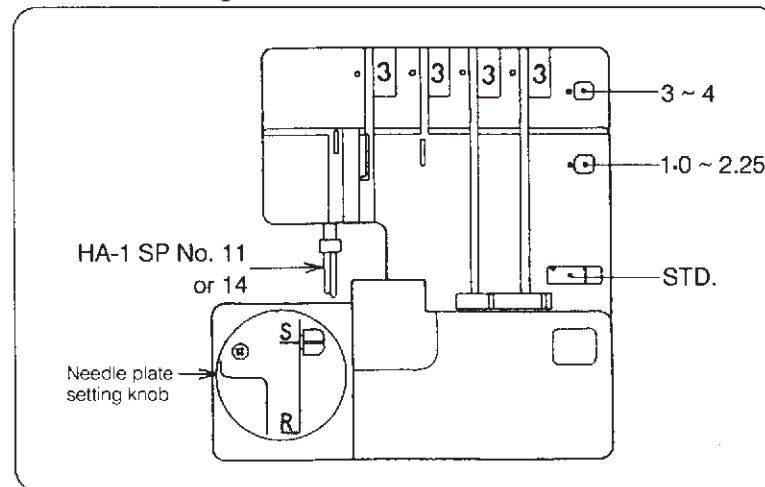 3 3 3 3
3 ~ 4
1.0 ~ 2.25
HA-1 SP No. 11
or 14
STD.
S
Needle plate
setting knob
R